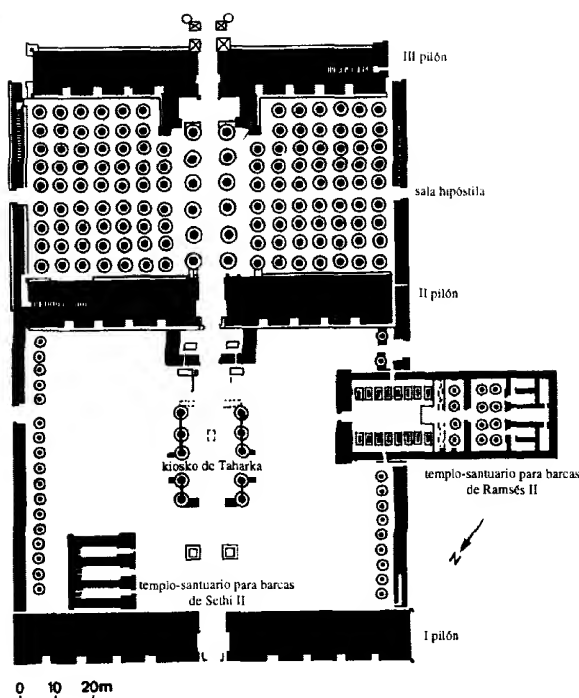 III pilón
sala hipóstila
II pilón
kiosko de Taharka
templo-santuario para barcas
de Ramsés II
N
templo-santuario para barcas
de Sethi II
I pilón
0 10 20m